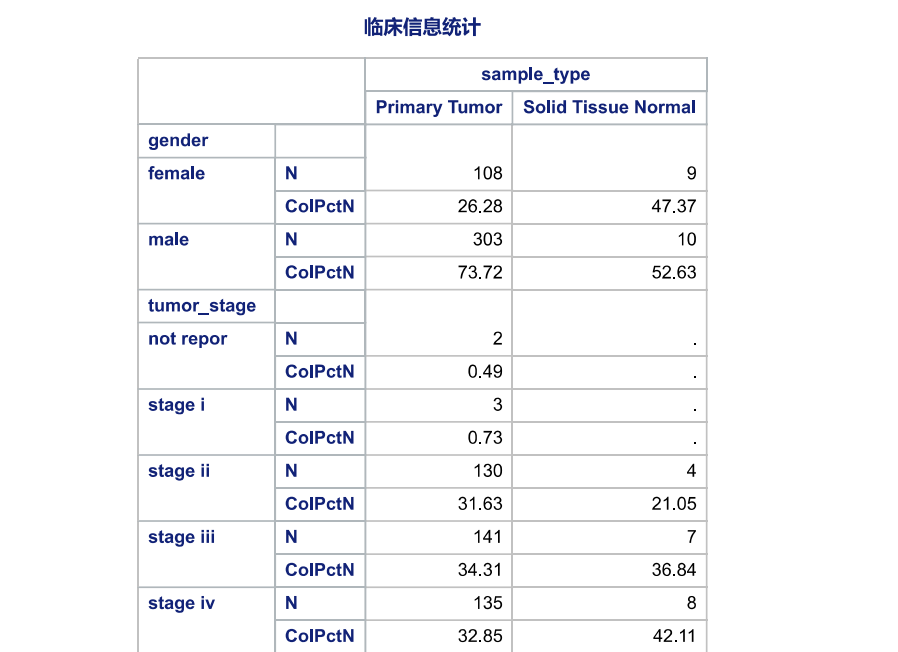 临床信息统计
sample_type
Primary Tumor Solid Tissue Normal
gender
female N 108 9
ColPctN 26.28 47.37
male N 303 10
ColPctN 73.72 52.63
tumor_stage
not repor N 2 .
ColPctN 0.49 .
stage i N 3 .
ColPctN 0.73 .
stage ii N 130 4
ColPctN 31.63 21.05
stage iii N 141 7
ColPctN 34.31 36.84
stage iv N 135 8
ColPctN 32.85 42.11